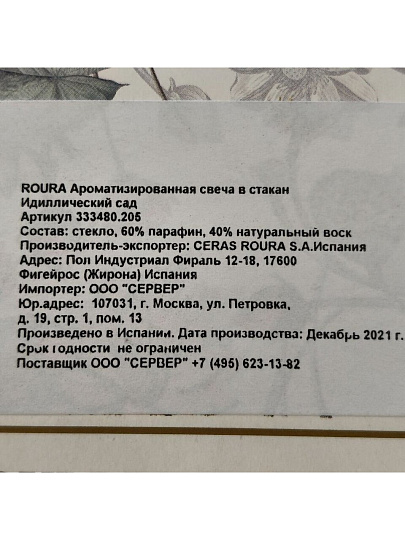 ROURA Ароматизированная свеча в стакан
Идиллический сад
Артикул 333480.205
Состав: стекло, 60% парафин, 40% натуральный воск
Производитель-экспортер: CERAS ROURA S.A.Испания
Адрес: Пол Индустриал Фираль 12-18, 17600
Фигейрос (Жирона) Испания
Импортер: ООО "СЕРВЕР"
Юр.адрес: 107031, г. Москва, ул. Петровка,
д. 19, стр. 1, пом. 13
Произведено в Испании. Дата производства: Декабрь 2021 г.
Срок годности не ограничен
Поставщик ООО "СЕРВЕР" +7 (495) 623-13-82